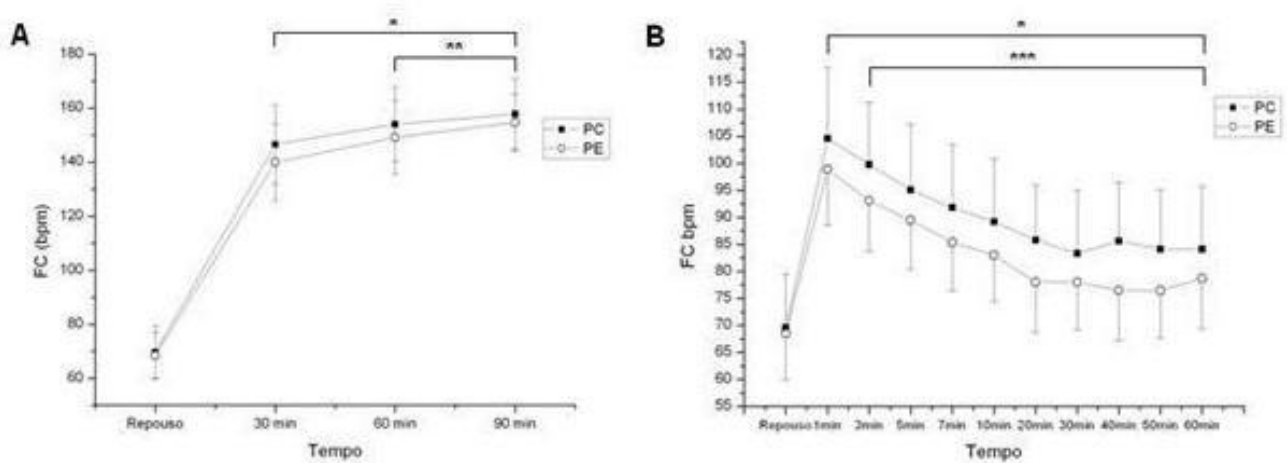 A
*
**
180
160
140
120
100
80
60
FC (bpm)
Repouso 30 min 60 min 90 min
Tempo
PC
PE
B
*
***
120
115
110
105
100
95
90
85
80
75
70
65
60
55
FC bpm
Repouso 1min 3min 5min 7min 10min 20min 30min 40min 50min 60min
Tempo
PC
PE